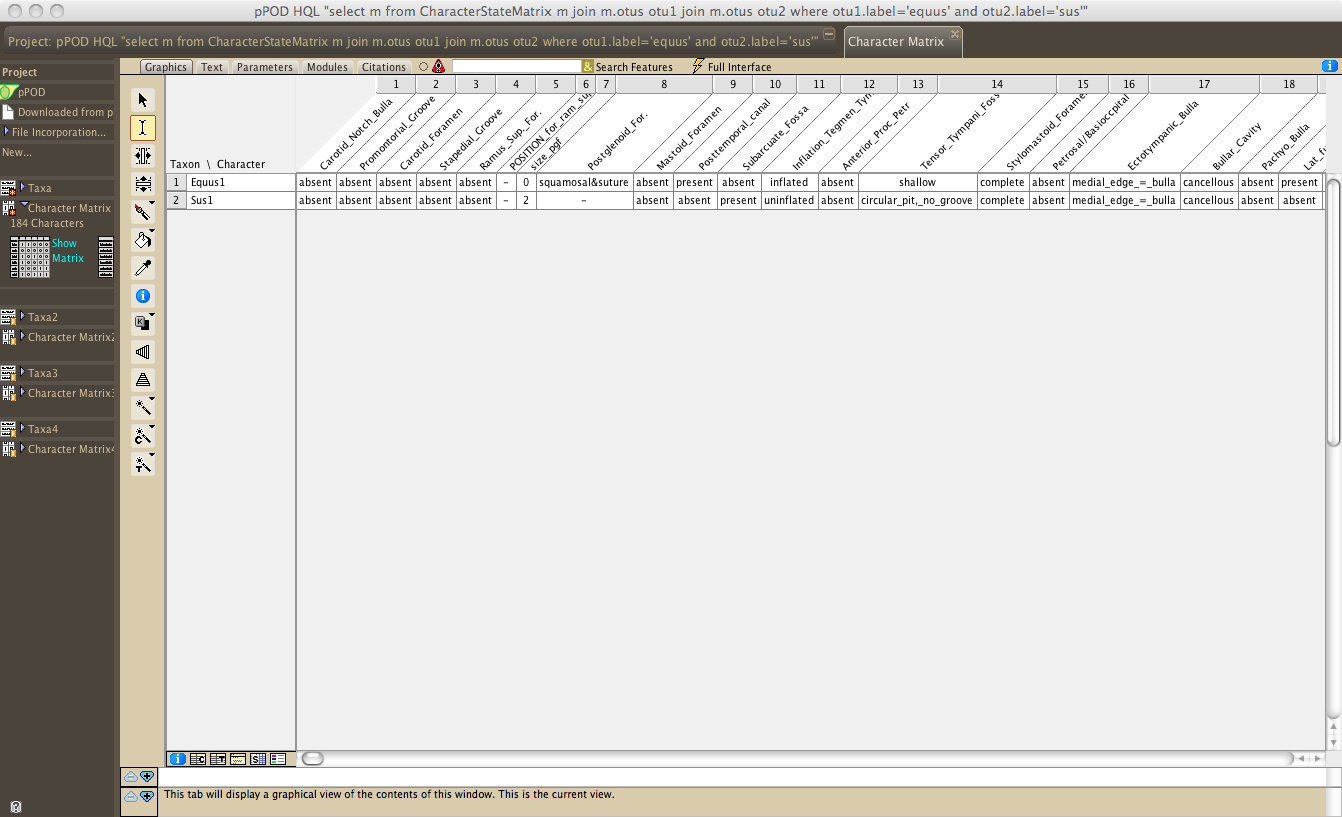 pPOD HQL "select m from CharacterStateMatrix m join m.otus otu1 join m.otus otu2 where otu1.label='equus' and otu2.label='sus'"
Project: pPOD HQL "select m from CharacterStateMatrix m join m.otus otu1 join m.otus otu2 where otu1.label='equus' and otu2.label='sus'"
Character Matrix
Project
pPOD
Downloaded from p
File Incorporation...
New...
Taxa
Character Matrix
184 Characters
Show
Matrix
Taxa2
Character Matrix2
Taxa3
Character Matrix3
Taxa4
Character Matrix4
Graphics Text Parameters Modules Citations & Search Features Full Interface
1 2 3 4 5 6 7 8 9 10 11 12 13 14 15 16 17 18
Taxon \ Character
Carotid_Notch_Bulla
Promontorial_Groove
Carotid_Foramen
Stapedial_Groove
Ramus_Sup._For.
POSITION_for_ram_sup
size_pgf
Postglenoid_For.
Mastoid_Foramen
Posttemporal_canal
Subarcuate_Fossa
Inflation_Tegmen_Tym
Anterior_Proc_Petr
Tensor_Tympani_Foss
Stylomastoid_Forame
Petrosal/Basioccpital
Ectotympanic_Bulla
Bullar_Cavity
Pachyo_Bulla
Lat_fu
1 Equus1 absent absent absent absent absent - 0 squamosal&suture absent present absent inflated absent shallow complete absent medial_edge_=_bulla cancellous absent present
2 Sus1 absent absent absent absent absent - 2 - absent absent present uninflated absent circular_pit,_no_groove complete absent medial_edge_=_bulla cancellous absent absent
This tab will display a graphical view of the contents of this window. This is the current view.